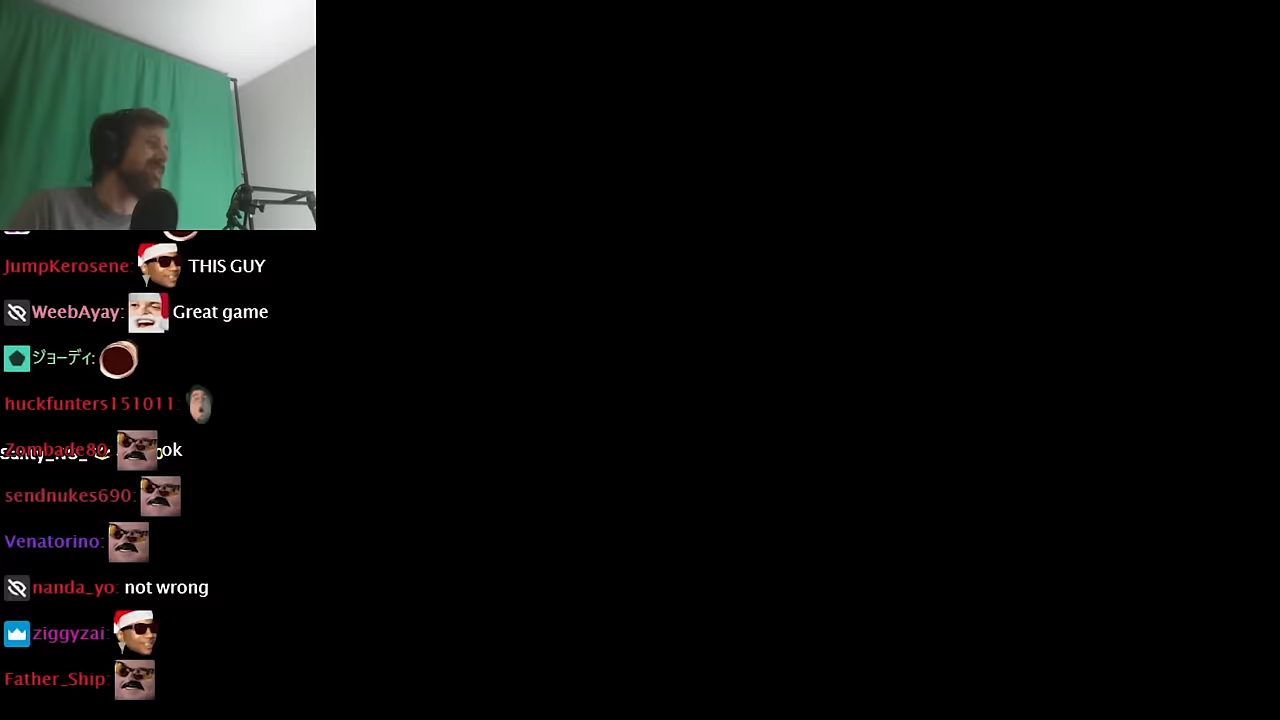 JumpKerosene: THIS GUY
WeebAyay: Great game
ジョーディ:
huckfunters151011:
Zombade80: ok
sendnukes690:
Venatorino:
nanda_yo: not wrong
ziggyzai:
Father_Ship: